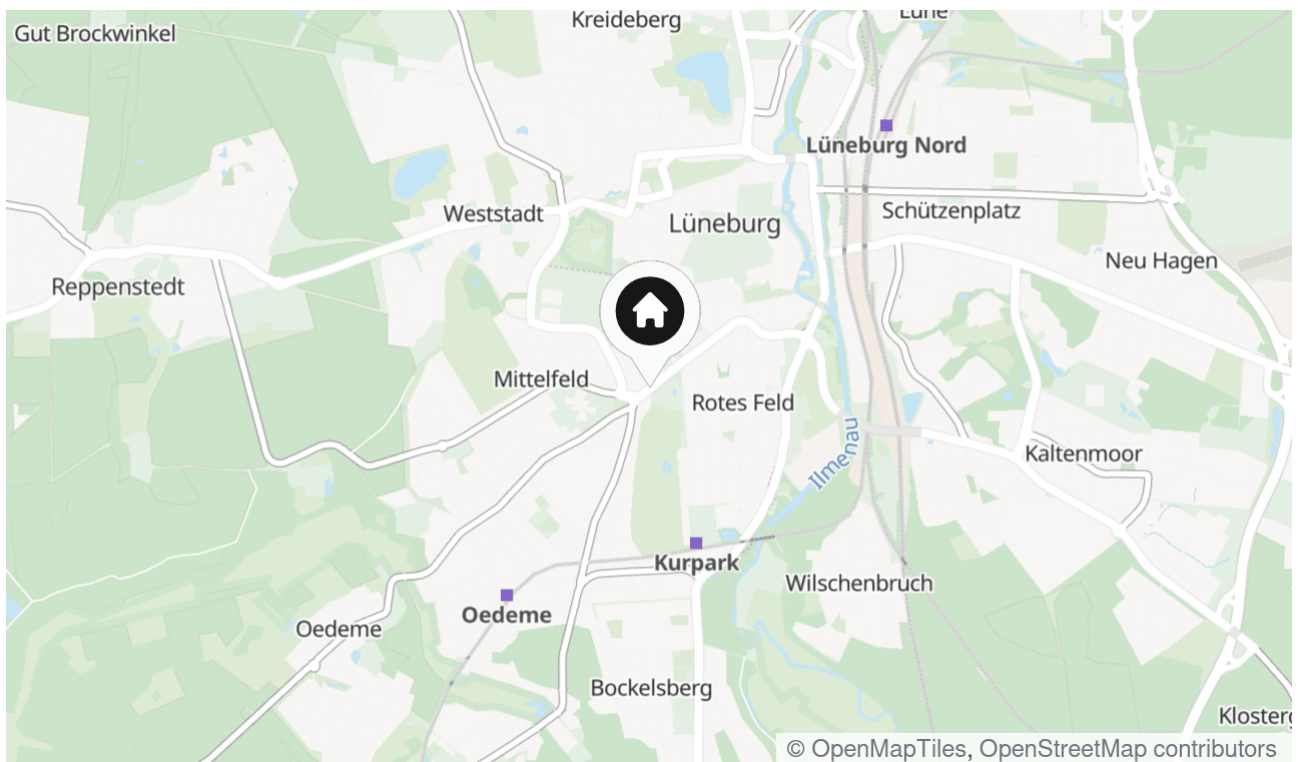 Kreideberg
Lüne
Gut Brockwinkel
Lüneburg Nord
Weststadt
Lüneburg
Schützenplatz
Neu Hagen
Reppenstedt
Mittelfeld
Rotes Feld
Ilmenau
Kaltenmoor
Kurpark
Wilschenbruch
Oedeme
Oedeme
Bockelsberg
Klosterg
© OpenMapTiles, OpenStreetMap contributors